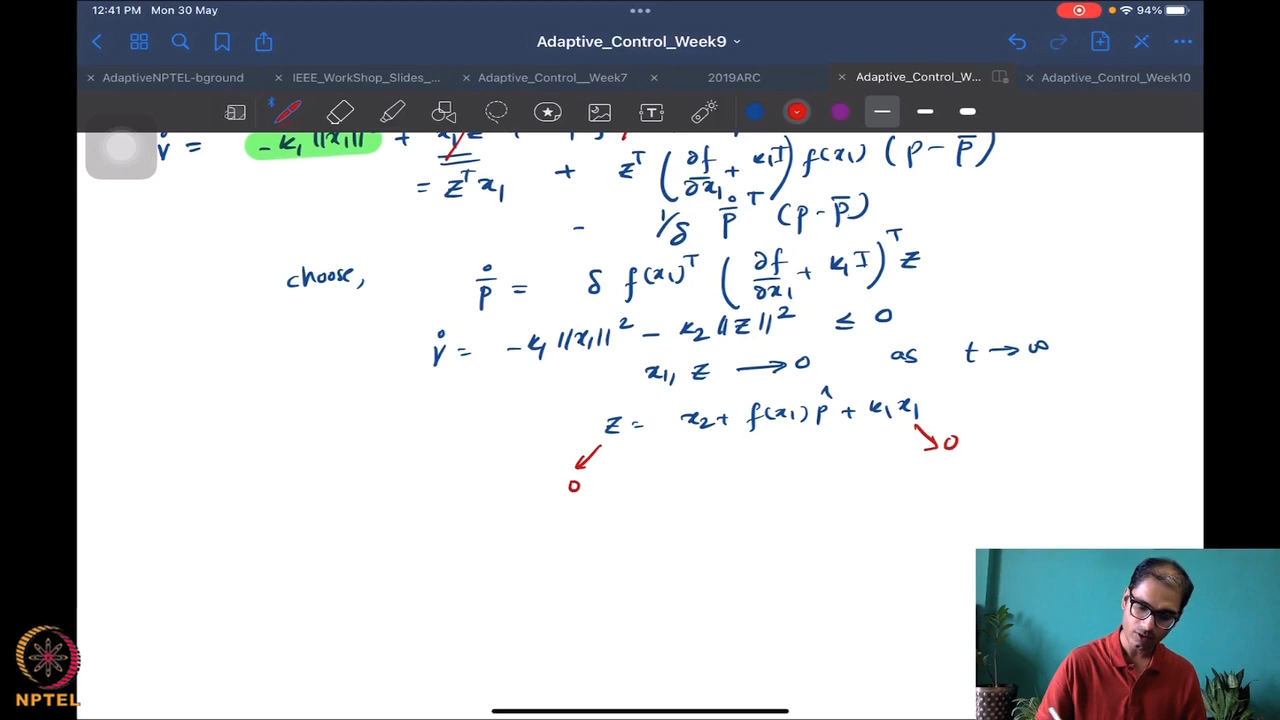 12:41 PM Mon 30 May
94%
Adaptive_Control_Week9
AdaptiveNPTEL-bground
IEEE_WorkShop_Slides_...
Adaptive_Control__Week7
2019ARC
Adaptive_Control_W...
Adaptive_Control_Week10
V̇ = -k₁‖x₁‖² +
= zᵀx₁ + zᵀ (∂f/∂x₁ + k₁I) f(x₁) (p - p̄)
- 1/δ ṗ̄ᵀ (p - p̄)
choose, ṗ̄ = δ f(x₁)ᵀ (∂f/∂x₁ + k₁I)ᵀ z
V̇ = -k₁‖x₁‖² - k₂‖z‖² ≤ 0
x₁, z → 0 as t → ∞
z = x₂ + f(x₁) p̂ + k₁x₁
0
0
NPTEL